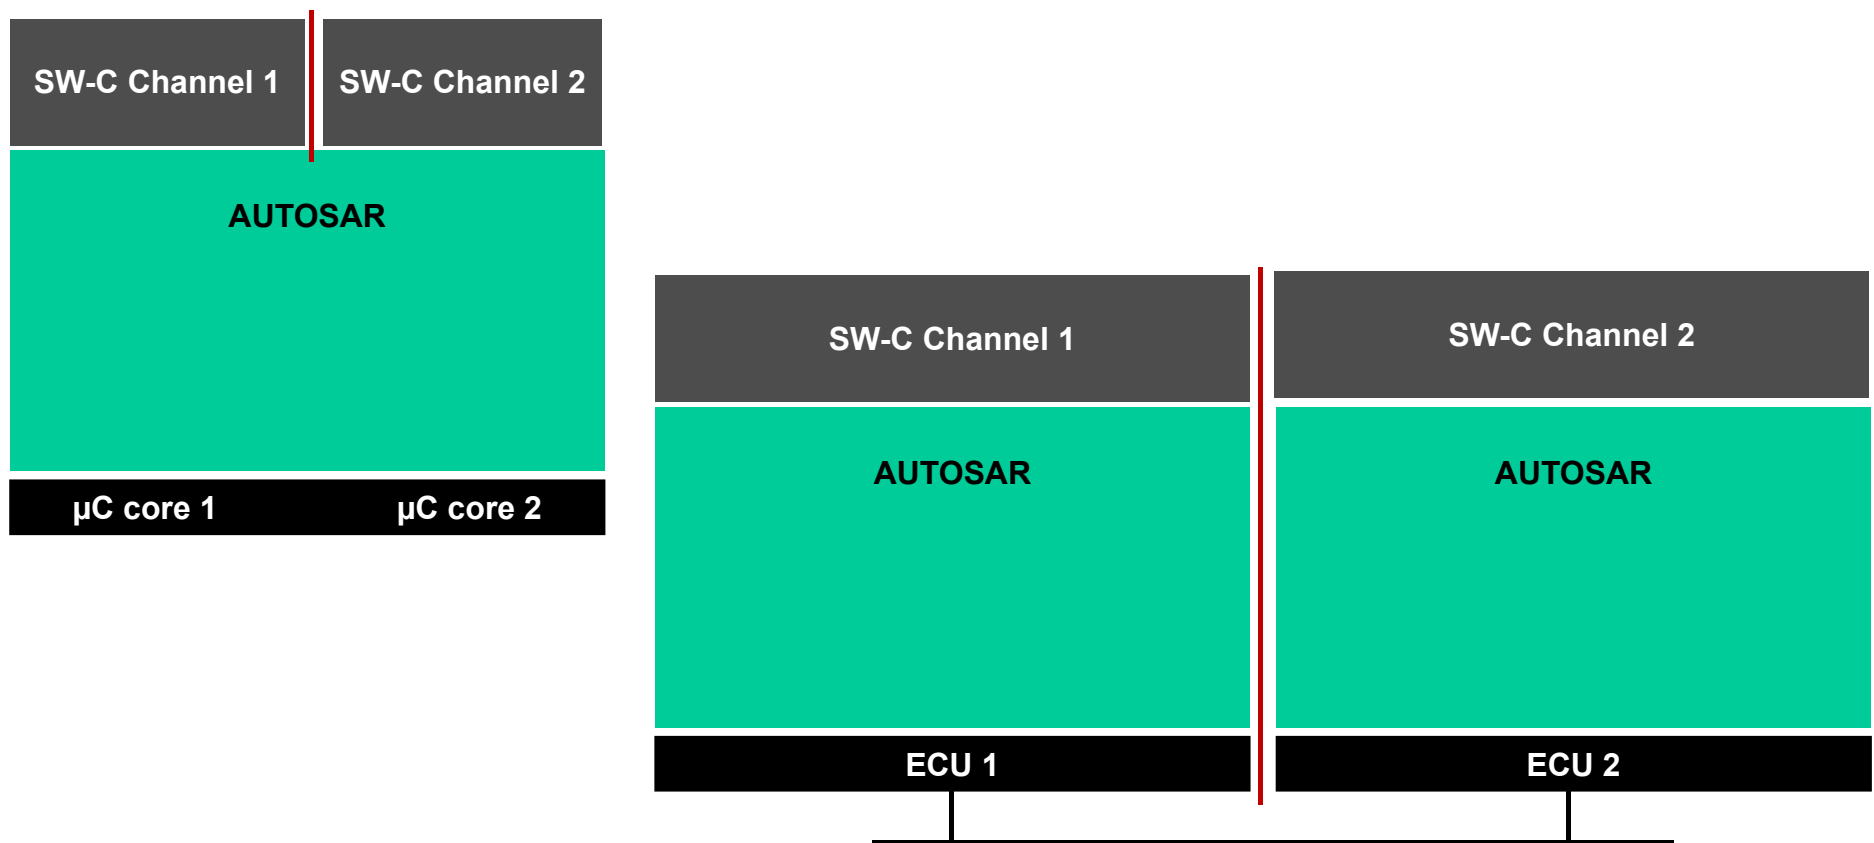 SW-C Channel 1
SW-C Channel 2
AUTOSAR
µC core 1
µC core 2
SW-C Channel 1
SW-C Channel 2
AUTOSAR
AUTOSAR
ECU 1
ECU 2